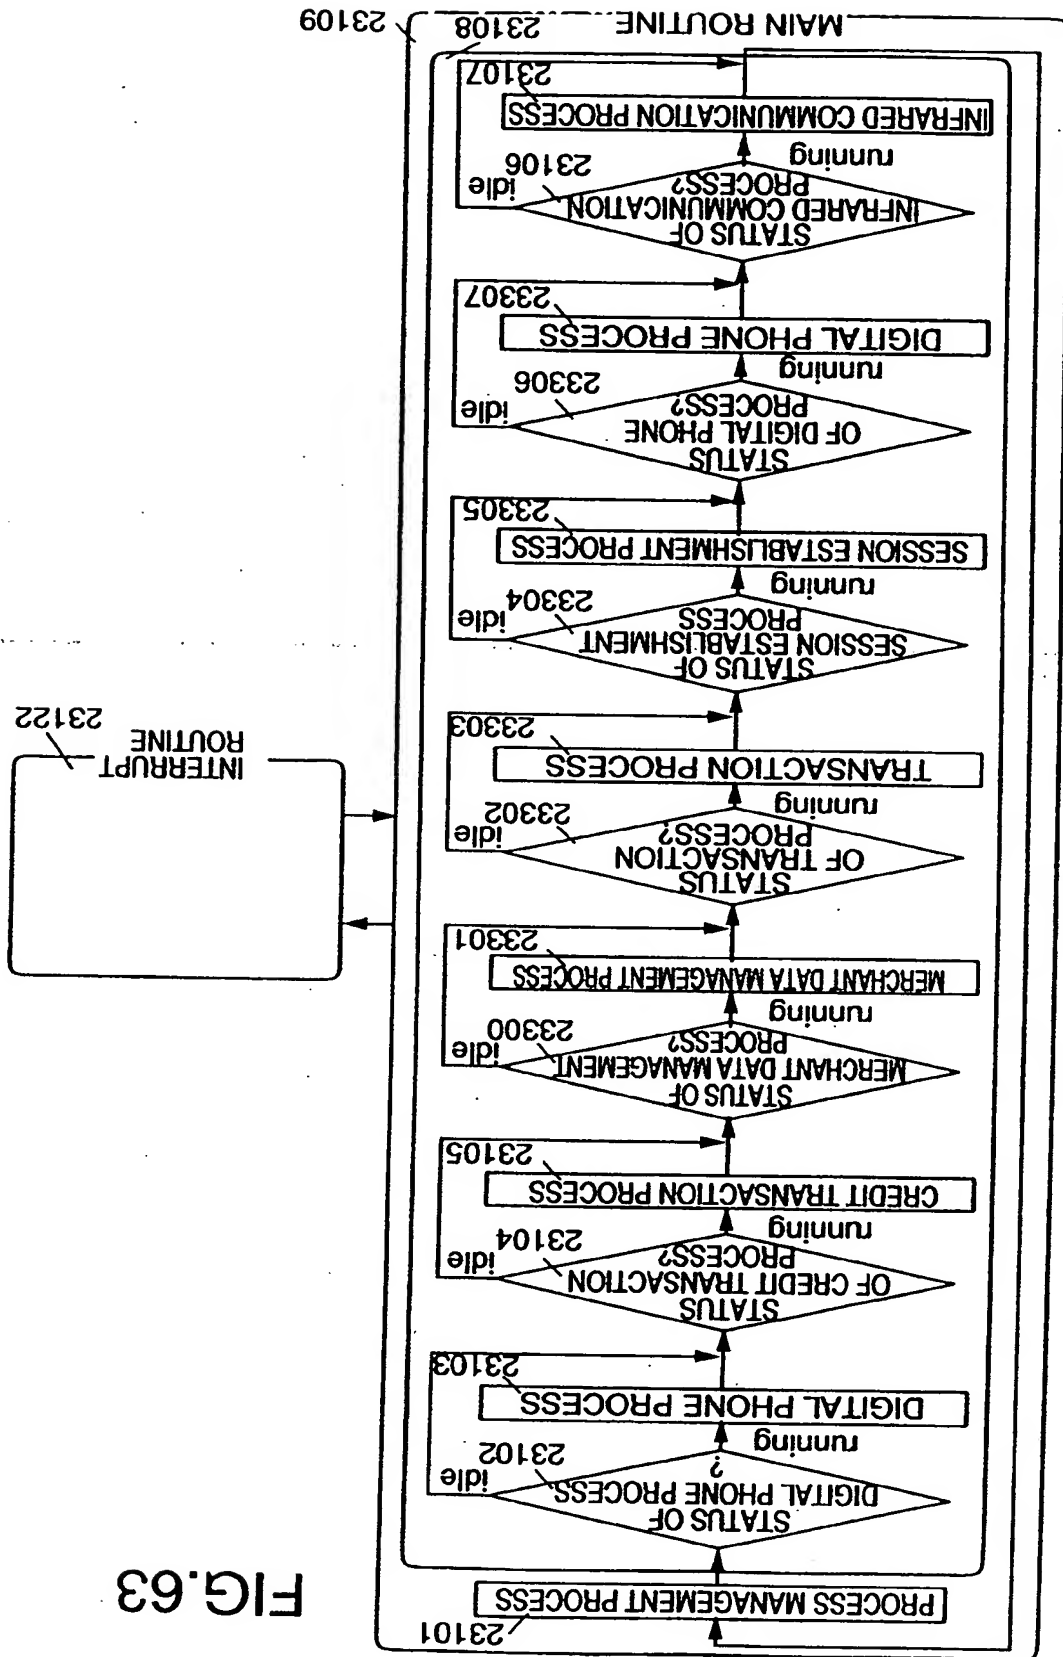 FIG.63
23101
PROCESS MANAGEMENT PROCESS
STATUS OF
DIGITAL PHONE PROCESS
?
23102
idle
running
DIGITAL PHONE PROCESS
23103
STATUS
OF CREDIT TRANSACTION
PROCESS?
23104
idle
running
CREDIT TRANSACTION PROCESS
23105
STATUS OF
MERCHANT DATA MANAGEMENT
PROCESS?
23300
idle
running
MERCHANT DATA MANAGEMENT PROCESS
23301
STATUS
OF TRANSACTION
PROCESS?
23302
idle
running
TRANSACTION PROCESS
23303
INTERRUPT
ROUTINE
23122
STATUS OF
SESSION ESTABLISHMENT
PROCESS
23304
idle
running
SESSION ESTABLISHMENT PROCESS
23305
STATUS
OF DIGITAL PHONE
PROCESS?
23306
idle
running
DIGITAL PHONE PROCESS
23307
STATUS OF
INFRARED COMMUNICATION
PROCESS?
23106
idle
running
INFRARED COMMUNICATION PROCESS
23107
23108
MAIN ROUTINE
23109